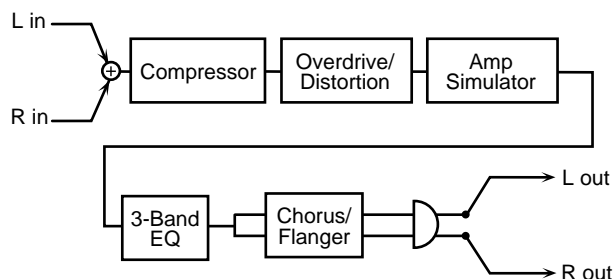 L in
R in
+
Compressor
Overdrive/
Distortion
Amp
Simulator
3-Band
EQ
Chorus/
Flanger
L out
R out